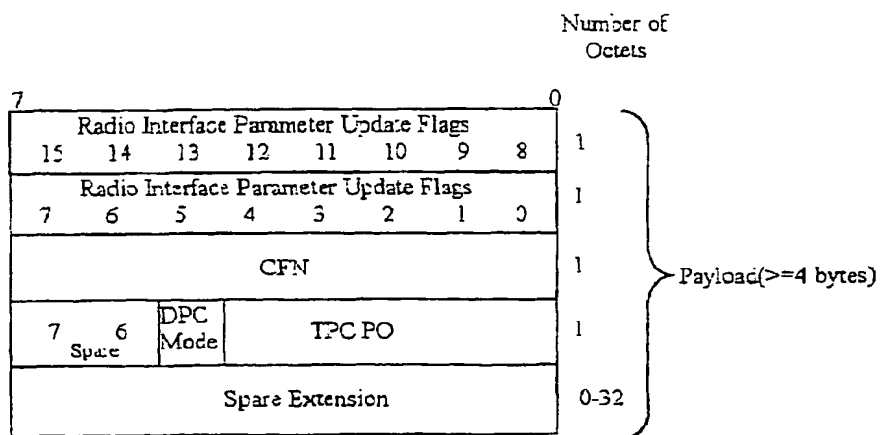 Number of
Octets
7 0
Radio Interface Parameter Update Flags
15 14 13 12 11 10 9 8
1
Radio Interface Parameter Update Flags
7 6 5 4 3 2 1 0
1
CFN
1
Payload(>=4 bytes)
7 6
Spare
DPC
Mode
TPC PO
1
Spare Extension
0-32